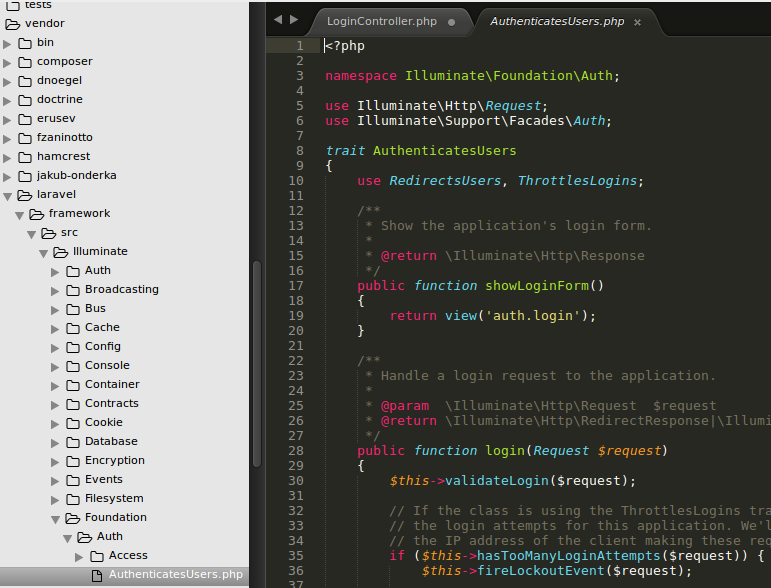 tests
vendor
bin
composer
dnoegel
doctrine
erusev
fzaninotto
hamcrest
jakub-onderka
laravel
framework
src
Illuminate
Auth
Broadcasting
Bus
Cache
Config
Console
Container
Contracts
Cookie
Database
Encryption
Events
Filesystem
Foundation
Auth
Access
AuthenticatesUsers.php
LoginController.php
AuthenticatesUsers.php ×
1 <?php
2
3 namespace Illuminate\Foundation\Auth;
4
5 use Illuminate\Http\Request;
6 use Illuminate\Support\Facades\Auth;
7
8 trait AuthenticatesUsers
9 {
10     use RedirectsUsers, ThrottlesLogins;
11
12     /**
13      * Show the application's login form.
14      *
15      * @return \Illuminate\Http\Response
16      */
17     public function showLoginForm()
18     {
19         return view('auth.login');
20     }
21
22     /**
23      * Handle a login request to the application.
24      *
25      * @param  \Illuminate\Http\Request  $request
26      * @return \Illuminate\Http\RedirectResponse|\Illumi
27      */
28     public function login(Request $request)
29     {
30         $this->validateLogin($request);
31
32         // If the class is using the ThrottlesLogins tra
33         // the login attempts for this application. We'l
34         // the IP address of the client making these req
35         if ($this->hasTooManyLoginAttempts($request)) {
36             $this->fireLockoutEvent($request);
37